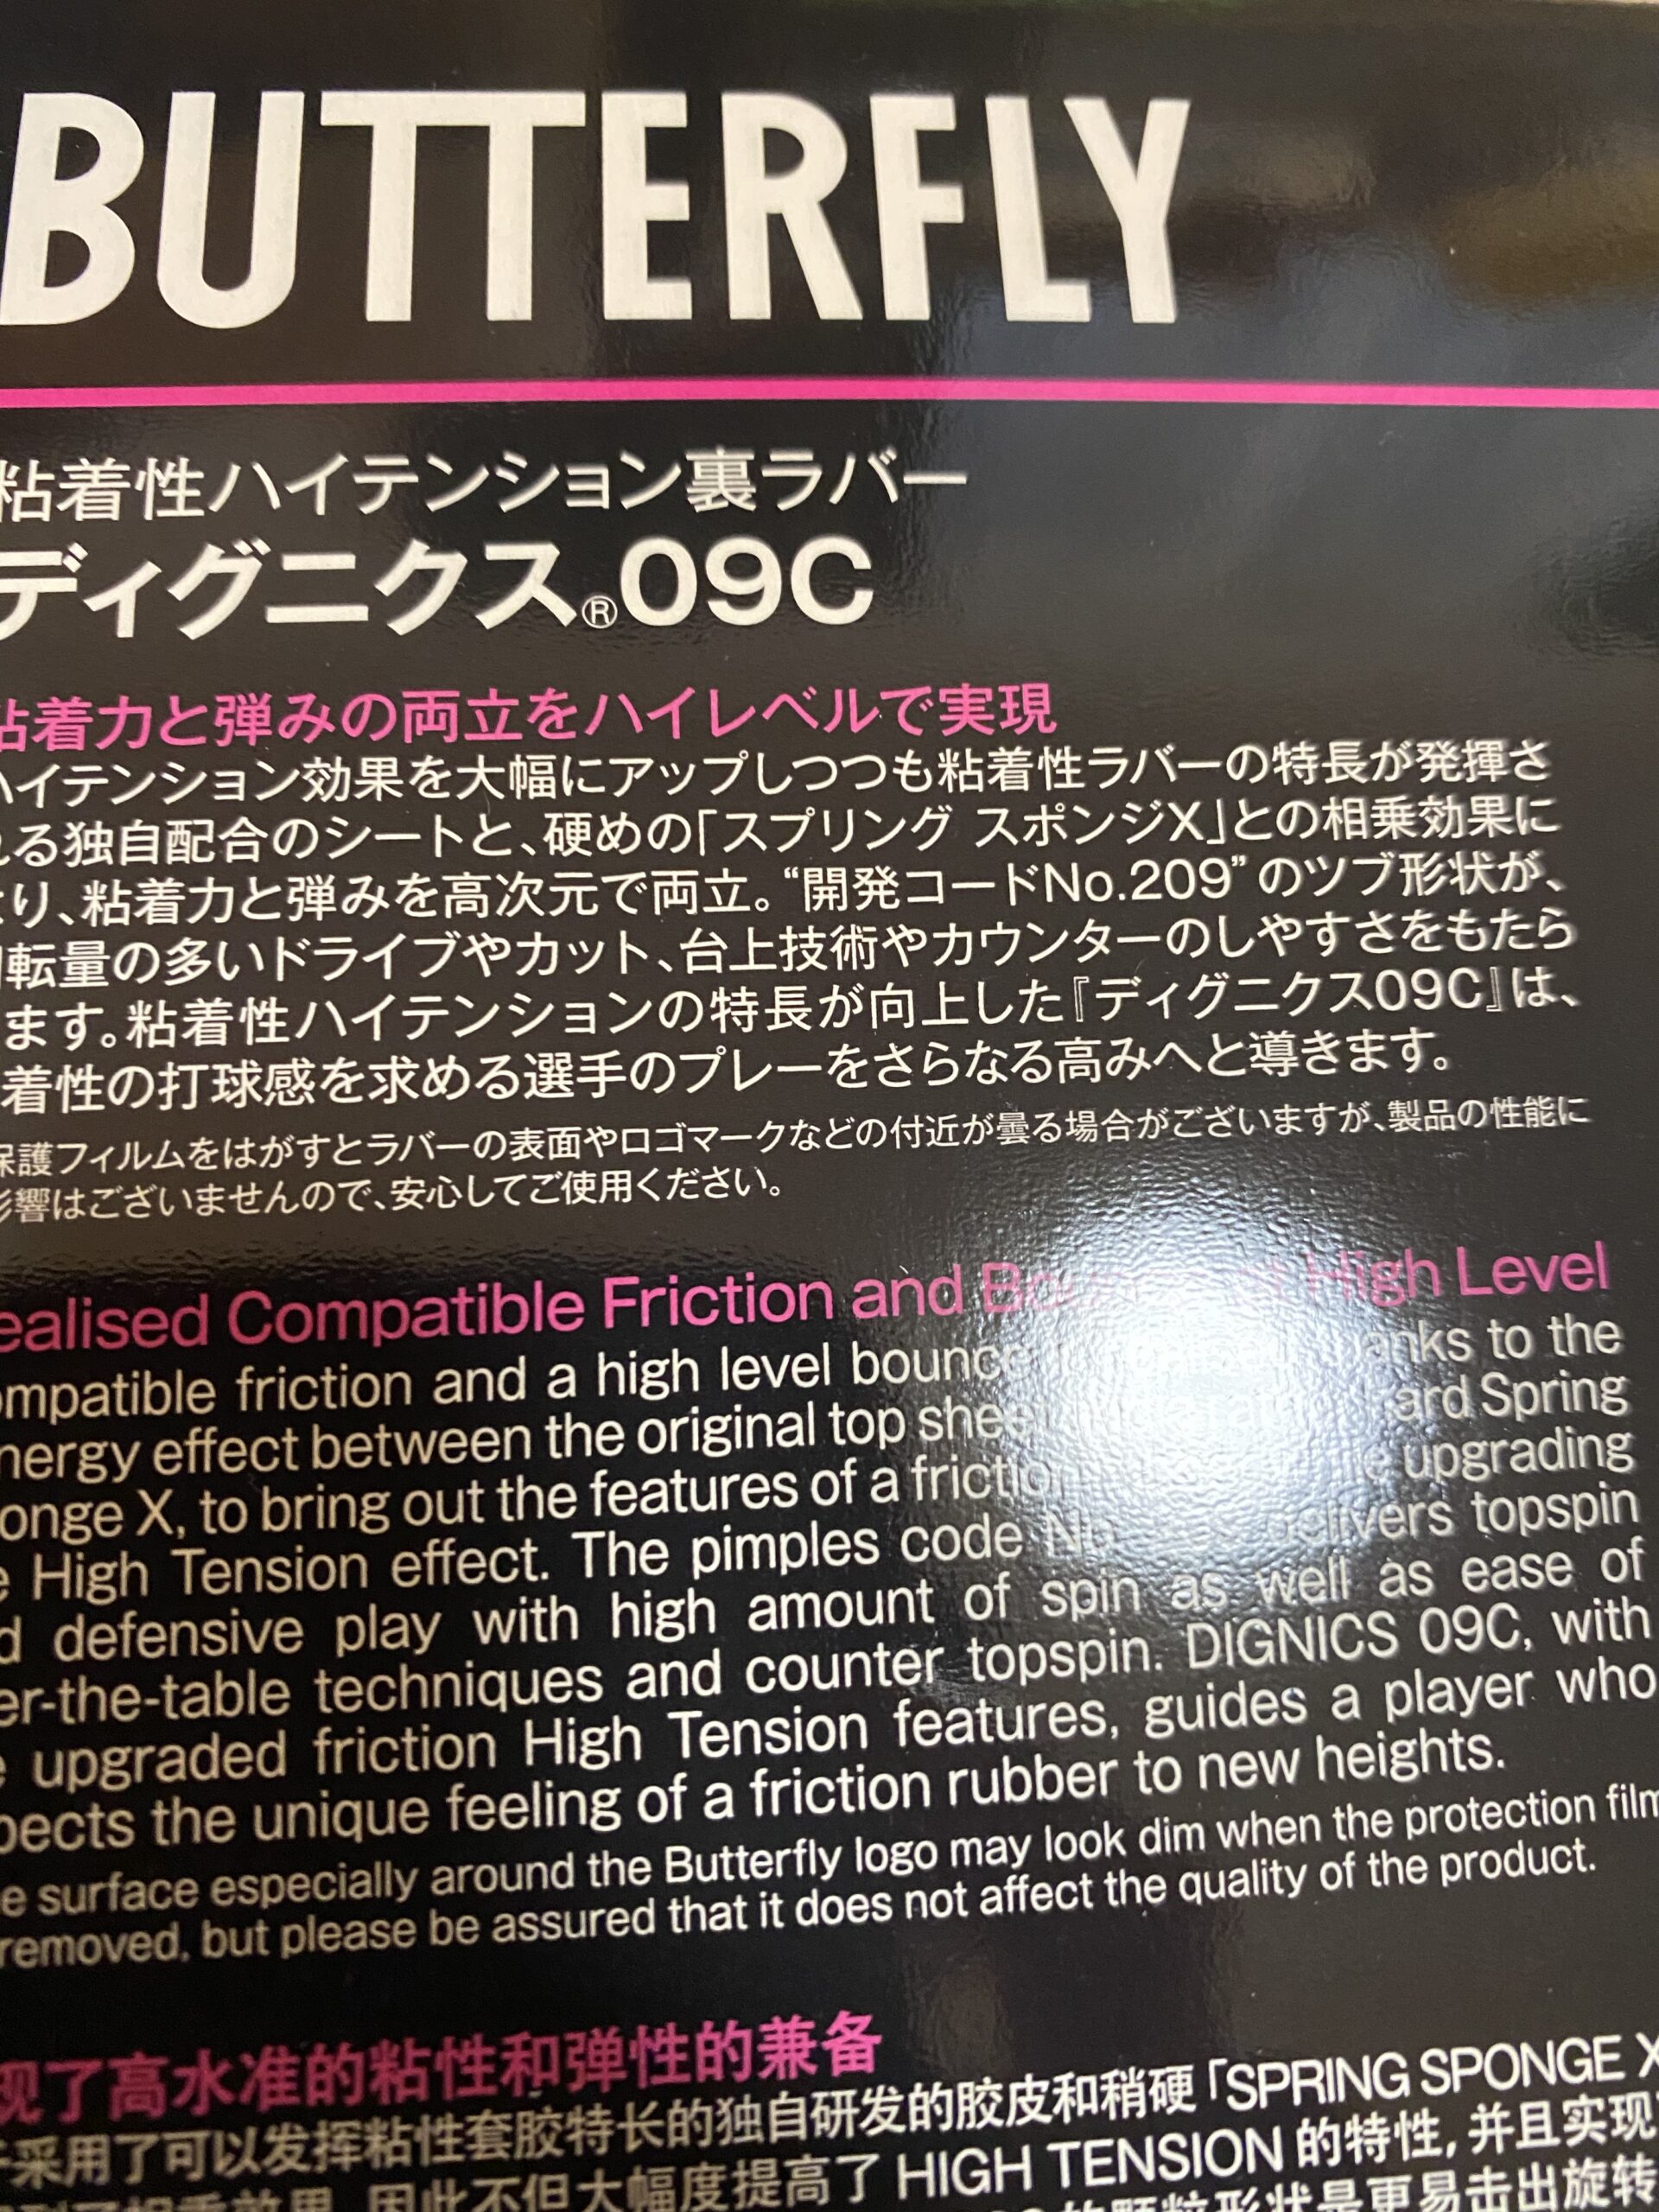 BUTTERFLY
粘着性ハイテンション裏ラバー
ディグニクス®09C
粘着力と弾みの両立をハイレベルで実現
ハイテンション効果を大幅にアップしつつも粘着性ラバーの特長が発揮さ
れる独自配合のシートと、硬めの「スプリング スポンジX」との相乗効果に
より、粘着力と弾みを高次元で両立。“開発コードNo.209”のツブ形状が、
回転量の多いドライブやカット、台上技術やカウンターのしやすさをもたら
ます。粘着性ハイテンションの特長が向上した『ディグニクス09C』は、
着性の打球感を求める選手のプレーをさらなる高みへと導きます。
保護フィルムをはがすとラバーの表面やロゴマークなどの付近が曇る場合がございますが、製品の性能に
影響はございませんので、安心してご使用ください。
ealised Compatible Friction and High Level
ompatible friction and a high level bounce to the
nergy effect between the original top Spring
onge X, to bring out the features of a upgrading
e High Tension effect. The pimples code delivers topspin
d defensive play with high amount of spin as well as ease of
er-the-table techniques and counter topspin. DIGNICS 09C, with
e upgraded friction High Tension features, guides a player who
pects the unique feeling of a friction rubber to new heights.
e surface especially around the Butterfly logo may look dim when the protection film
removed, but please be assured that it does not affect the quality of the product.
现了高水准的粘性和弹性的兼备
采用了可以发挥粘性套胶特长的独自研发的胶皮和稍硬「SPRING SPONGE X
因此不但大幅度提高了 HIGH TENSION 的特性，并且实现
的颗粒形状是更易击出旋转